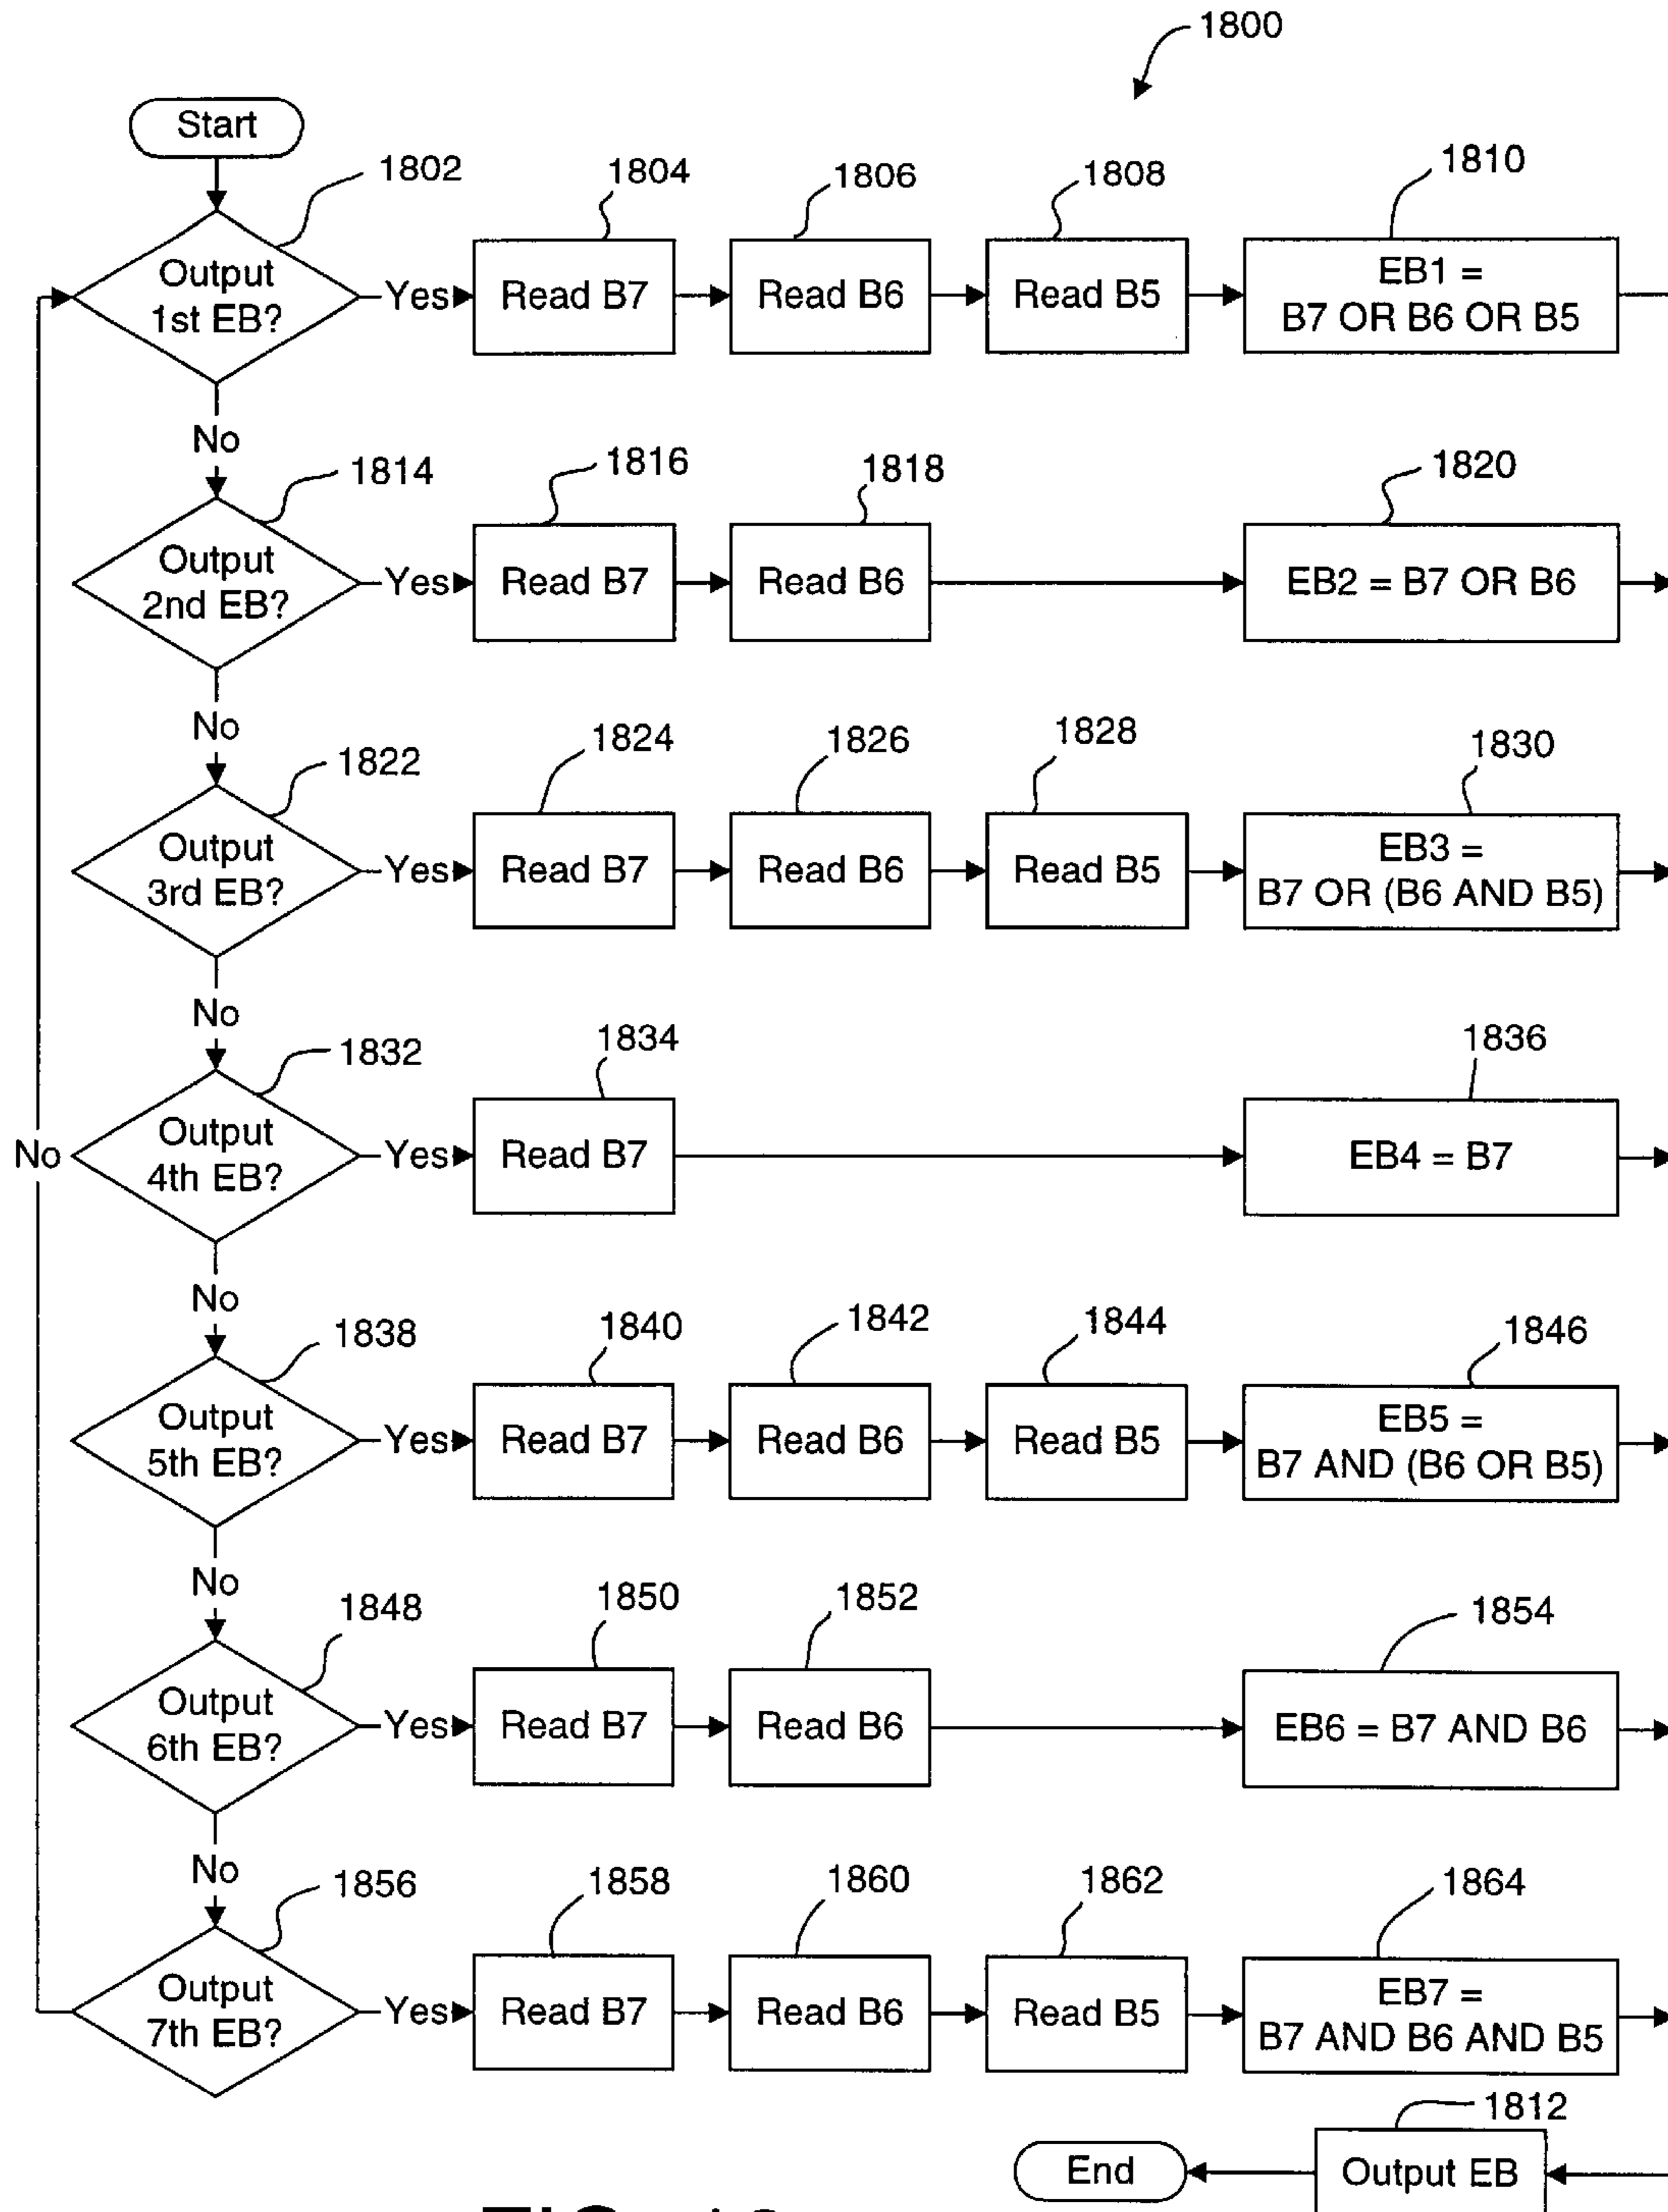 1800
Start
1802
1804
1806
1808
1810
Output
1st EB?
Yes
Read B7
Read B6
Read B5
EB1 =
B7 OR B6 OR B5
No
1814
1816
1818
1820
Output
2nd EB?
Yes
Read B7
Read B6
EB2 = B7 OR B6
No
1822
1824
1826
1828
1830
Output
3rd EB?
Yes
Read B7
Read B6
Read B5
EB3 =
B7 OR (B6 AND B5)
No
1832
1834
1836
No
Output
4th EB?
Yes
Read B7
EB4 = B7
No
1838
1840
1842
1844
1846
Output
5th EB?
Yes
Read B7
Read B6
Read B5
EB5 =
B7 AND (B6 OR B5)
No
1848
1850
1852
1854
Output
6th EB?
Yes
Read B7
Read B6
EB6 = B7 AND B6
No
1856
1858
1860
1862
1864
Output
7th EB?
Yes
Read B7
Read B6
Read B5
EB7 =
B7 AND B6 AND B5
1812
End
Output EB